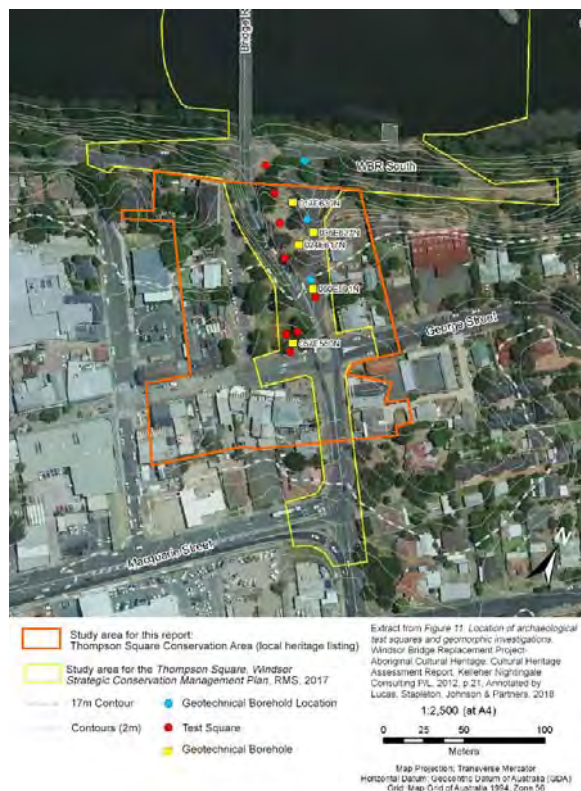 WBR South
George Street
Macquarie Street
N
Study area for this report:
Thompson Square Conservation Area (local heritage listing)
Study area for the Thompson Square, Windsor
Strategic Conservation Management Plan, RMS, 2017
17m Contour
Contours (2m)
Geotechnical Borehold Location
Test Square
Geotechnical Borehole
Extract from Figure 11. Location of archaeological
test squares and geomorphic investigations.
Windsor Bridge Replacement Project-
Aboriginal Cultural Heritage: Cultural Heritage
Assessment Report, Kelleher Nightingale
Consulting P/L, 2012, p.21, Annotated by
Lucas, Stapleton, Johnson & Partners, 2018
1:2,500 (at A4)
0 25 50 100
Meters
Map Projection: Transverse Mercator
Horizontal Datum: Geocentric Datum of Australia (GDA)
Grid: Map Grid of Australia 1994, Zone 56